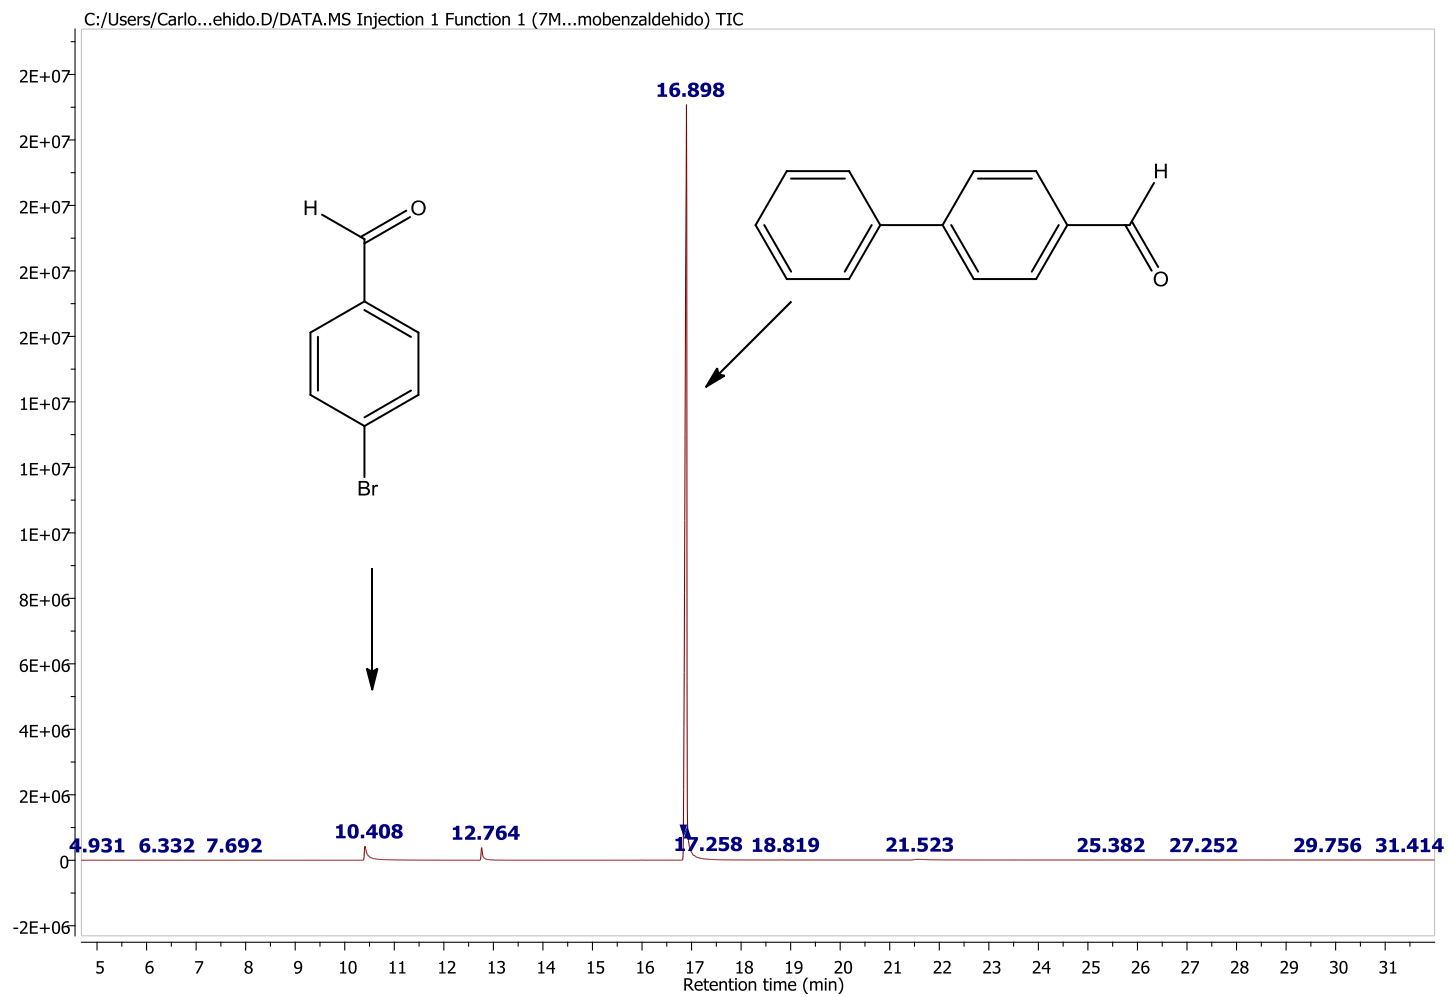 C:/Users/Carlo...ehido.D/DATA.MS Injection 1 Function 1 (7M...mobenzaldehido) TIC
2E+07
16.898
2E+07
H
2E+07
H
O
2E+07
O
2E+07
1E+07
1E+07
Br
1E+07
8E+06
6E+06
4E+06
2E+06
4.931 6.332 7.692 10.408 12.764 17.258 18.819 21.523 25.382 27.252 29.756 31.414
0
-2E+06
5 6 7 8 9 10 11 12 13 14 15 16 17 18 19 20 21 22 23 24 25 26 27 28 29 30 31
Retention time (min)